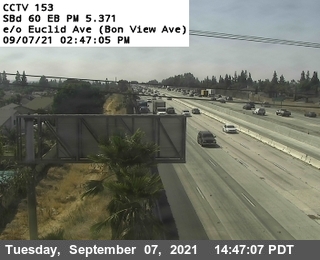 CCTV 153
SBd 60 EB PM 5.371
e/o Euclid Ave (Bon View Ave)
09/07/21 02:47:05 PM
Tuesday, September 07, 2021 14:47:07 PDT